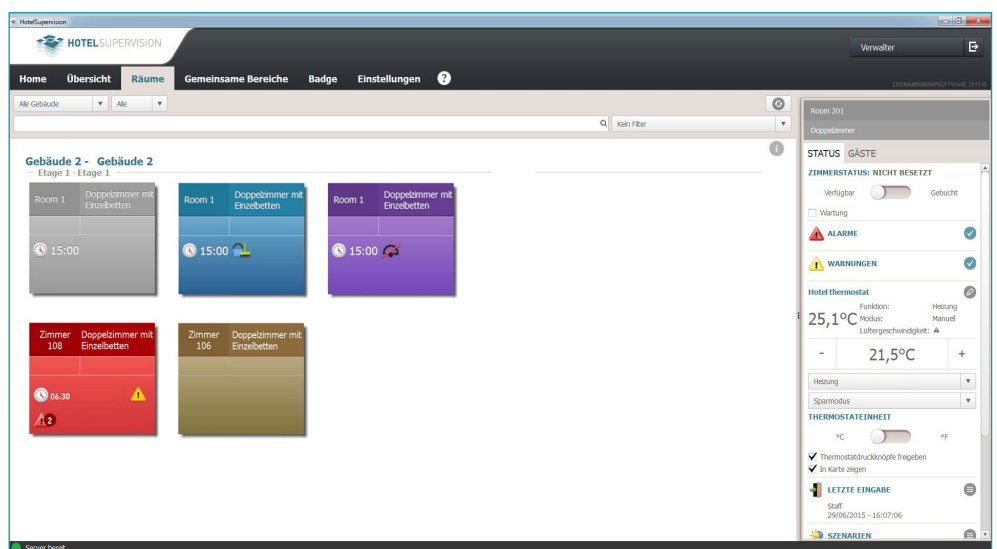 HotelSupervision
HOTELSUPERVISION
Verwalter
Home Übersicht Räume Gemeinsame Bereiche Badge Einstellungen ?
LEGRANDGROUPSOFTWARE 2015 ©
Alle Gebäude Alle
Kein Filter
Gebäude 2 - Gebäude 2
Etage 1 - Etage 1
Room 1 Doppelzimmer mit Einzelbetten
15:00
Room 1 Doppelzimmer mit Einzelbetten
15:00
Room 1 Doppelzimmer mit Einzelbetten
15:00
Zimmer 108 Doppelzimmer mit Einzelbetten
06:30
2
Zimmer 106 Doppelzimmer mit Einzelbetten
Room 201
Doppelzimmer
STATUS GÄSTE
ZIMMERSTATUS: NICHT BESETZT
Verfügbar Gebucht
Wartung
ALARME
WARNUNGEN
Hotel thermostat
Funktion: Heizung
25,1°C Modus: Manuell
Lüftergeschwindigkeit:
- 21,5°C +
Heizung
Sparmodus
THERMOSTATEINHEIT
°C °F
Thermostatdruckknöpfe freigeben
In Karte zeigen
LETZTE EINGABE
Staff
29/06/2015 - 16:07:06
SZENARIEN
Server bereit